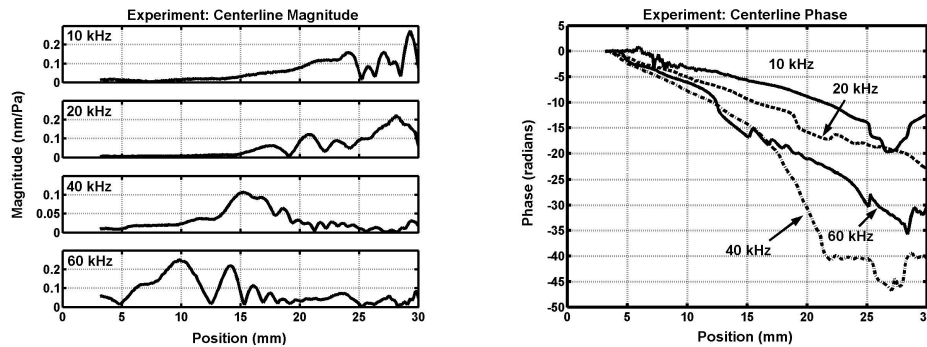 Experiment: Centerline Magnitude
10 kHz
0.2
0.1
0
20 kHz
0.2
0.1
0
40 kHz
0.1
0.05
0
60 kHz
0.2
0.1
0
0 5 10 15 20 25 30
Position (mm)
Magnitude (nm/Pa)
Experiment: Centerline Phase
5
0
-5
-10
-15
-20
-25
-30
-35
-40
-45
-50
10 kHz
20 kHz
40 kHz
60 kHz
0 5 10 15 20 25 30
Position (mm)
Phase (radians)